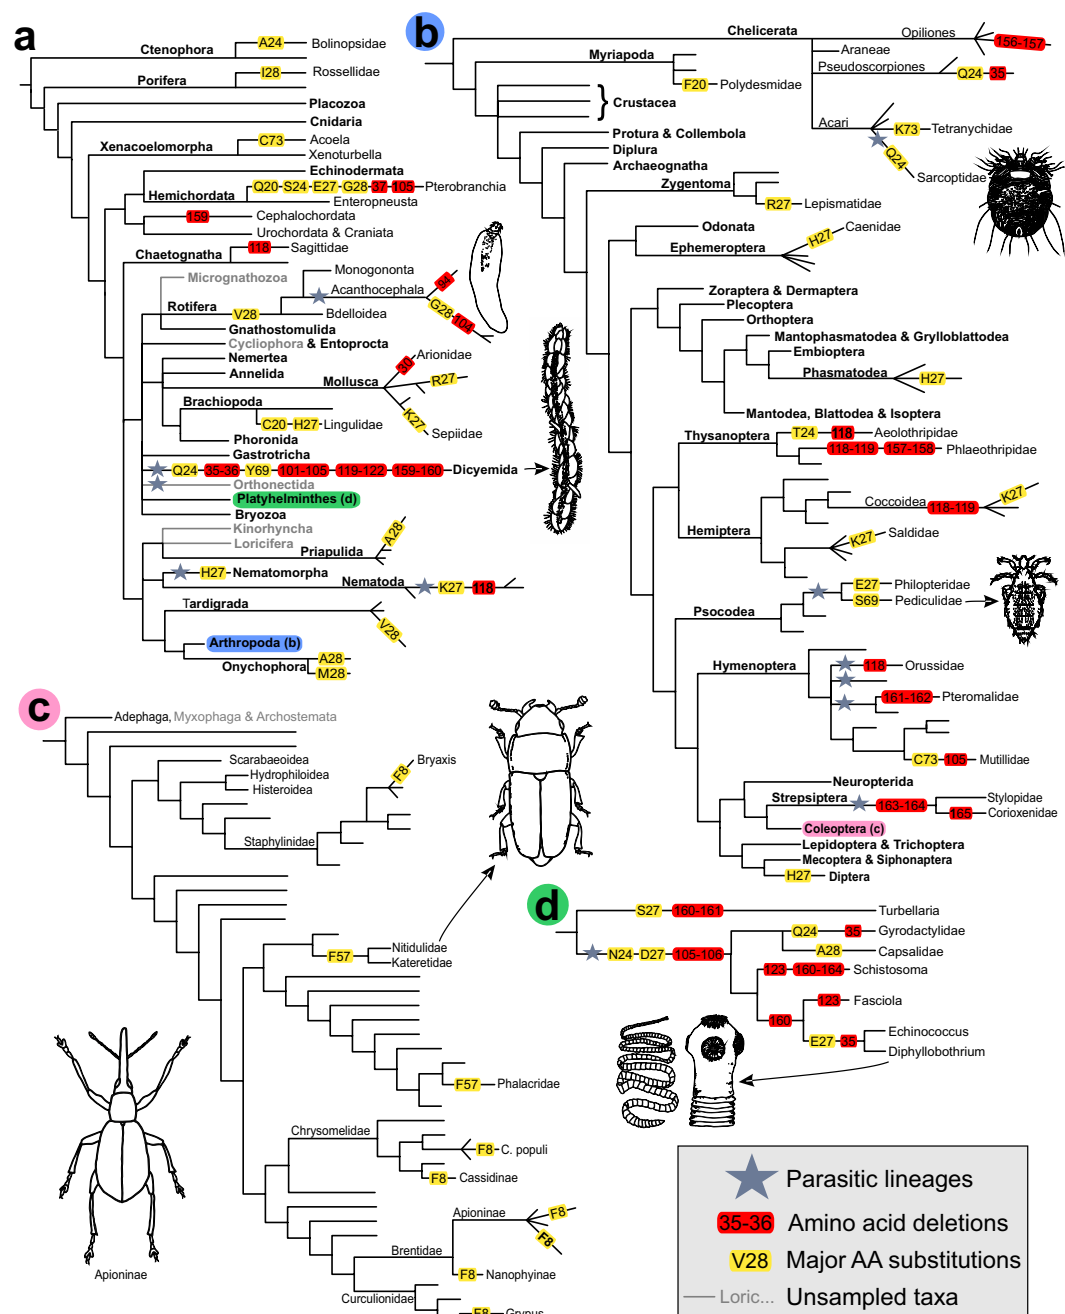 a
Ctenophora
A24
Bolinopsidae
Porifera
I28
Rossellidae
Placozoa
Cnidaria
Xenacoelomorpha
C73
Acoela
Xenoturbella
Echinodermata
Hemichordata
Q20 S24 E27 G28 37 105 Pterobranchia
Enteropneusta
159
Cephalochordata
Urochordata & Craniata
Chaetognatha
118
Sagittidae
Micrognathozoa
Monogononta
Acanthocephala
94
G28 104
Rotifera
V28
Bdelloidea
Gnathostomulida
Cycliophora & Entoprocta
Nemertea
Annelida
Mollusca
30
Arionidae
R27
K27
Sepiidae
Brachiopoda
C20 H27 Lingulidae
Phoronida
Gastrotricha
Q24 35-36 Y69 101-105 119-122 159-160 Dicyemida
Orthonectida
Platyhelminthes (d)
Bryozoa
Kinorhyncha
Loricifera
Priapulida
A28
H27 Nematomorpha
Nematoda
K27 118
Tardigrada
V28
Arthropoda (b)
Onychophora
A28
M28
b
Chelicerata
Opiliones
156-157
Araneae
Pseudoscorpiones
Q24 35
Acari
K73 Tetranychidae
Q24
Sarcoptidae
Myriapoda
F20 Polydesmidae
} Crustacea
Protura & Collembola
Diplura
Archaeognatha
Zygentoma
R27 Lepismatidae
Odonata
Ephemeroptera
H27
Caenidae
Zoraptera & Dermaptera
Plecoptera
Orthoptera
Mantophasmatodea & Grylloblattodea
Embioptera
Phasmatodea
H27
Mantodea, Blattodea & Isoptera
Thysanoptera
T24 118 Aeolothripidae
118-119 157-158 Phlaeothripidae
Hemiptera
Coccoidea 118-119
K27
K27
Saldidae
Psocodea
E27 Philopteridae
S69 Pediculidae
Hymenoptera
118 Orussidae
161-162 Pteromalidae
C73 105 Mutillidae
Neuropterida
Strepsiptera
163-164
Stylopidae
165 Corioxenidae
Coleoptera (c)
Lepidoptera & Trichoptera
Mecoptera & Siphonaptera
H27 Diptera
c
Adephaga, Myxophaga & Archostemata
Scarabaeoidea
Hydrophiloidea
Histeroidea
Staphylinidae
F8
Bryaxis
F57
Nitidulidae
Kateretidae
F57 Phalacridae
Chrysomelidae
F8 C. populi
F8 Cassidinae
Apioninae
F8
F8
Brentidae
F8 Nanophyinae
Curculionidae
F8 Grypus
Apioninae
d
S27 160-161
Turbellaria
N24 D27 105-106
Q24 35 Gyrodactylidae
A28 Capsalidae
123 160-164 Schistosoma
160
123 Fasciola
E27 35
Echinococcus
Diphyllobothrium
Parasitic lineages
35-36 Amino acid deletions
V28 Major AA substitutions
Loric... Unsampled taxa